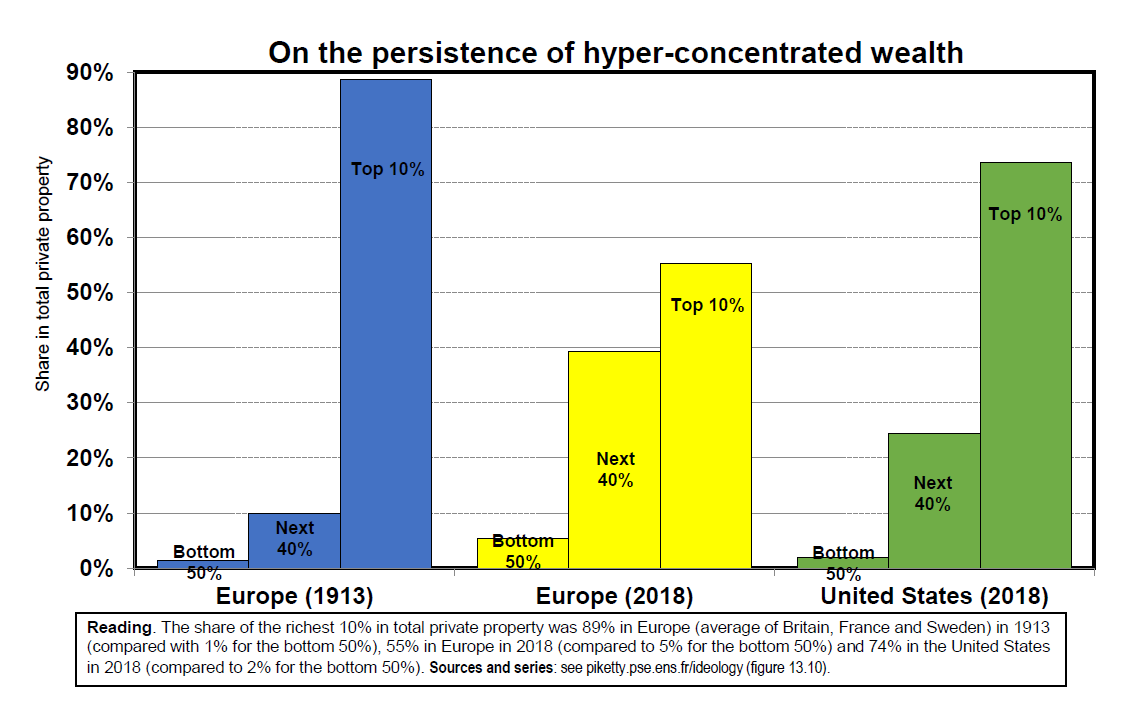 On the persistence of hyper-concentrated wealth
90%
80%
70%
60%
50%
40%
30%
20%
10%
0%
Share in total private property
Bottom
50%
Next
40%
Top 10%
Bottom
50%
Next
40%
Top 10%
Bottom
50%
Next
40%
Top 10%
Europe (1913)
Europe (2018)
United States (2018)
Reading. The share of the richest 10% in total private property was 89% in Europe (average of Britain, France and Sweden) in 1913
(compared with 1% for the bottom 50%), 55% in Europe in 2018 (compared to 5% for the bottom 50%) and 74% in the United States
in 2018 (compared to 2% for the bottom 50%). Sources and series: see piketty.pse.ens.fr/ideology (figure 13.10).